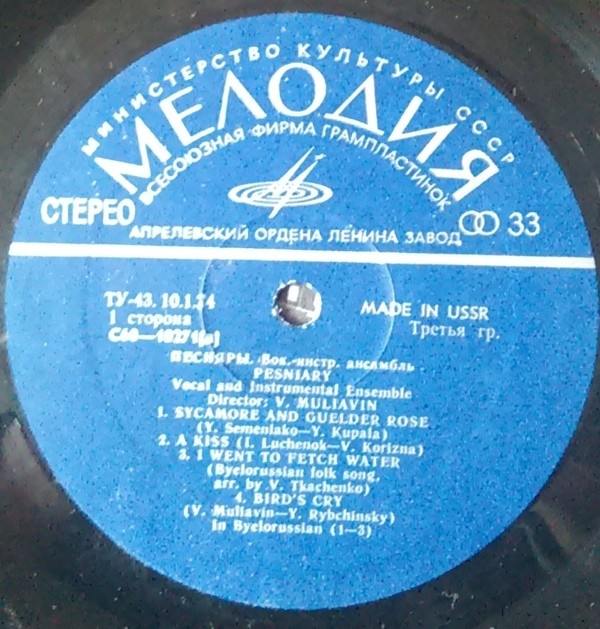 МИНИСТЕРСТВО КУЛЬТУРЫ СССР
МЕЛОДИЯ
ВСЕСОЮЗНАЯ ФИРМА ГРАМПЛАСТИНОК
СТЕРЕО
33
АПРЕЛЕВСКИЙ ОРДЕНА ЛЕНИНА ЗАВОД
ТУ-43. 10.1.74
1 сторона
С60—10271(а)
MADE IN USSR
Третья гр.
ПЕСНЯРЫ. Вок.-инстр. ансамбль
PESNIARY
Vocal and Instrumental Ensemble
Director: V. MULIAVIN
1. SYCAMORE AND GUELDER ROSE
(Y. Semeniako—Y. Kupala)
2. A KISS (I. Luchenok—V. Korizna)
3. I WENT TO FETCH WATER
(Byelorussian folk song,
arr. by V. Tkachenko)
4. BIRD'S CRY
(V. Muliavin—Y. Rybchinsky)
In Byelorussian (1—3)